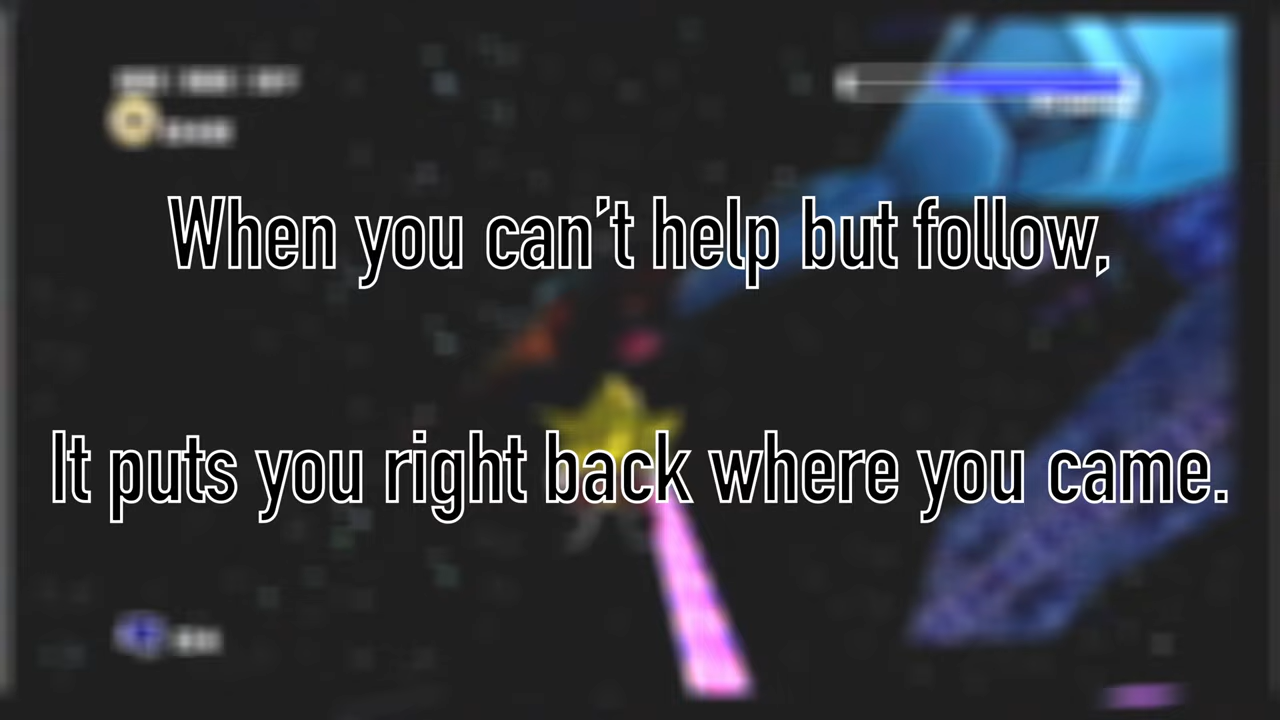 When you can’t help but follow,
It puts you right back where you came.